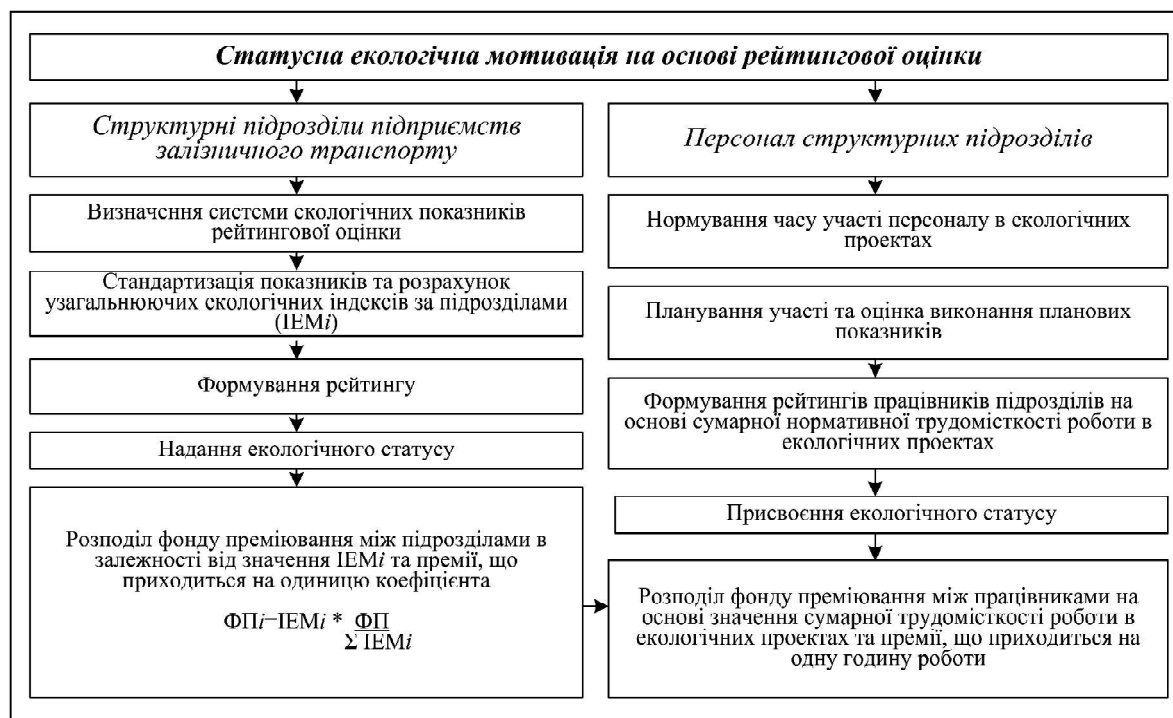 Статусна екологічна мотивація на основі рейтингової оцінки
Структурні підрозділи підприємств
залізничного транспорту
Визначення системи екологічних показників
рейтингової оцінки
Стандартизація показників та розрахунок
узагальнюючих екологічних індексів за підрозділами
(ІЕМi)
Формування рейтингу
Надання екологічного статусу
Розподіл фонду преміювання між підрозділами в
залежності від значення ІЕМi та премії, що
приходиться на одиницю коефіцієнта
ФПi=ІЕМi * ФП
Σ ІЕМi
Персонал структурних підрозділів
Нормування часу участі персоналу в екологічних
проектах
Планування участі та оцінка виконання планових
показників
Формування рейтингів працівників підрозділів на
основі сумарної нормативної трудомісткості роботи в
екологічних проектах
Присвоєння екологічного статусу
Розподіл фонду преміювання між працівниками на
основі значення сумарної трудомісткості роботи в
екологічних проектах та премії, що приходиться на
одну годину роботи